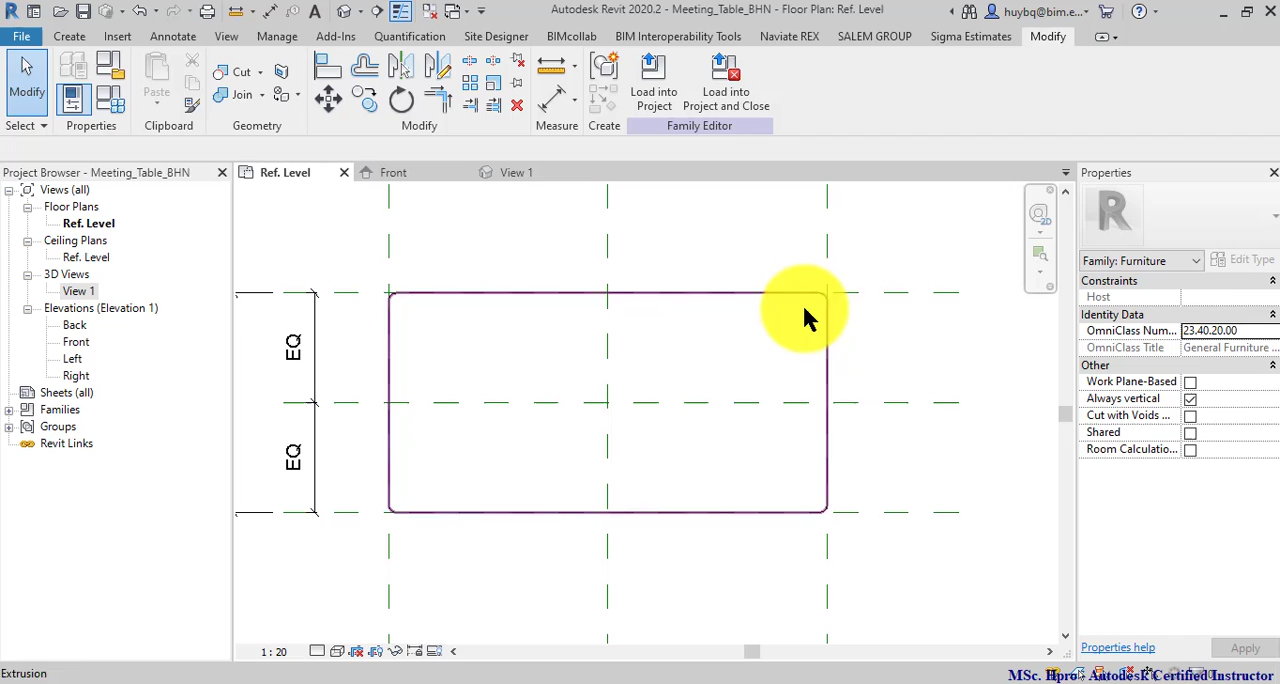 Autodesk Revit 2020.2 - Meeting_Table_BHN - Floor Plan: Ref. Level
huybq@bim.e...
File Create Insert Annotate View Manage Add-Ins Quantification Site Designer BIMcollab BIM Interoperability Tools Naviate REX SALEM GROUP Sigma Estimates Modify
Modify Paste Cut Join Load into Project Load into Project and Close
Select Properties Clipboard Geometry Modify Measure Create Family Editor
Project Browser - Meeting_Table_BHN
Ref. Level Front View 1
Properties
Views (all)
Floor Plans
Ref. Level
Ceiling Plans
Ref. Level
3D Views
View 1
Elevations (Elevation 1)
Back
Front
Left
Right
Sheets (all)
Families
Groups
Revit Links
EQ
EQ
2D
R
Family: Furniture Edit Type
Constraints
Host
Identity Data
OmniClass Num... 23.40.20.00
OmniClass Title General Furniture ...
Other
Work Plane-Based
Always vertical
Cut with Voids ...
Shared
Room Calculatio...
Properties help Apply
1 : 20
Extrusion
MSc. Hpro - Autodesk Certified Instructor